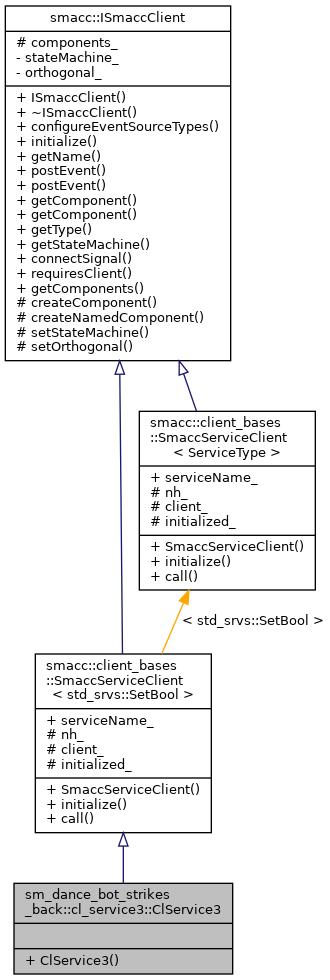 smacc::ISmaccClient
# components_
- stateMachine_
- orthogonal_
+ ISmaccClient()
+ ~ISmaccClient()
+ configureEventSourceTypes()
+ initialize()
+ getName()
+ postEvent()
+ postEvent()
+ getComponent()
+ getComponent()
+ getType()
+ getStateMachine()
+ connectSignal()
+ requiresClient()
+ getComponents()
# createComponent()
# createNamedComponent()
# setStateMachine()
# setOrthogonal()
smacc::client_bases
::SmaccServiceClient
< ServiceType >
+ serviceName_
# nh_
# client_
# initialized_
+ SmaccServiceClient()
+ initialize()
+ call()
< std_srvs::SetBool >
smacc::client_bases
::SmaccServiceClient
< std_srvs::SetBool >
+ serviceName_
# nh_
# client_
# initialized_
+ SmaccServiceClient()
+ initialize()
+ call()
sm_dance_bot_strikes
_back::cl_service3::ClService3
+ ClService3()